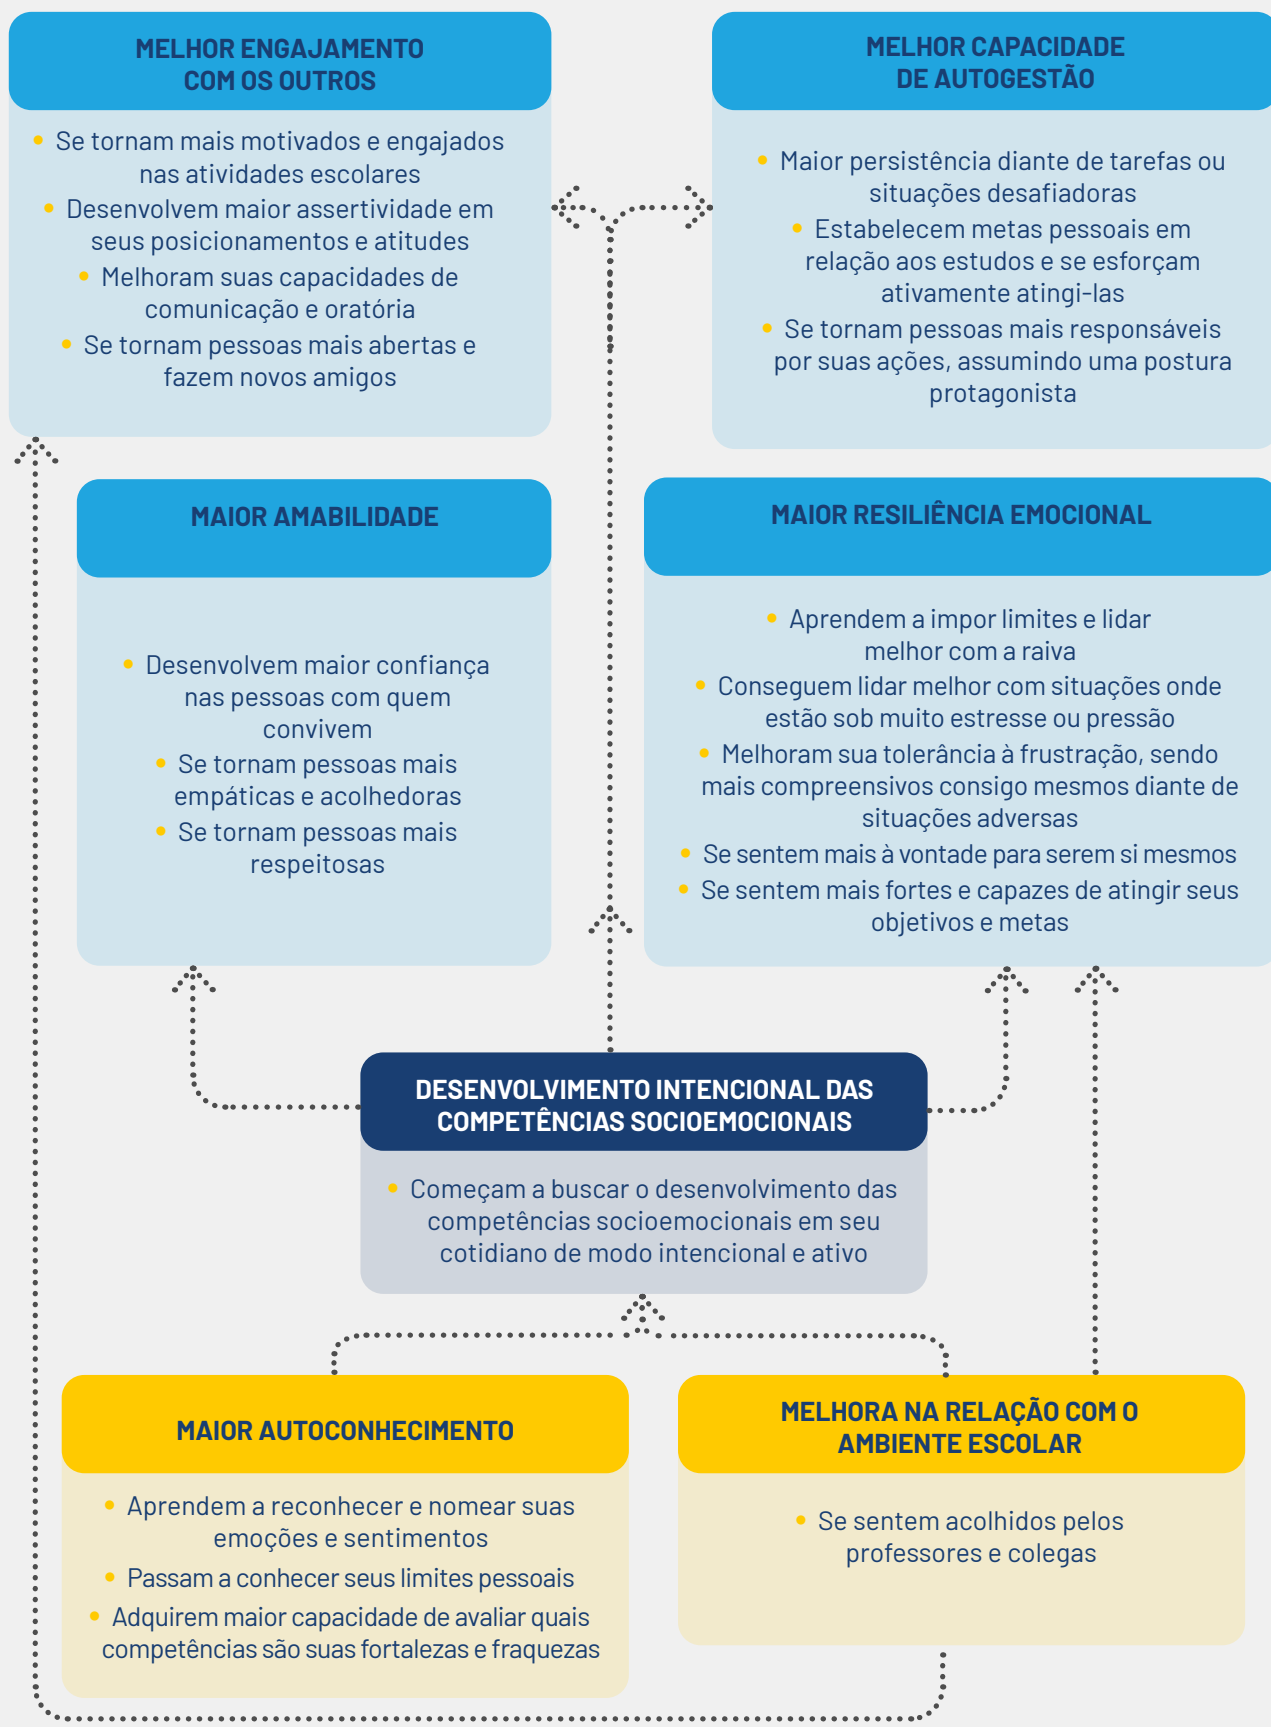 MELHOR ENGAJAMENTO
COM OS OUTROS
• Se tornam mais motivados e engajados
nas atividades escolares
• Desenvolvem maior assertividade em
seus posicionamentos e atitudes
• Melhoram suas capacidades de
comunicação e oratória
• Se tornam pessoas mais abertas e
fazem novos amigos
MELHOR CAPACIDADE
DE AUTOGESTÃO
• Maior persistência diante de tarefas ou
situações desafiadoras
• Estabelecem metas pessoais em
relação aos estudos e se esforçam
ativamente atingi-las
• Se tornam pessoas mais responsáveis
por suas ações, assumindo uma postura
protagonista
MAIOR AMABILIDADE
• Desenvolvem maior confiança
nas pessoas com quem
convivem
• Se tornam pessoas mais
empáticas e acolhedoras
• Se tornam pessoas mais
respeitosas
MAIOR RESILIÊNCIA EMOCIONAL
• Aprendem a impor limites e lidar
melhor com a raiva
• Conseguem lidar melhor com situações onde
estão sob muito estresse ou pressão
• Melhoram sua tolerância à frustração, sendo
mais compreensivos consigo mesmos diante de
situações adversas
• Se sentem mais à vontade para serem si mesmos
• Se sentem mais fortes e capazes de atingir seus
objetivos e metas
DESENVOLVIMENTO INTENCIONAL DAS
COMPETÊNCIAS SOCIOEMOCIONAIS
• Começam a buscar o desenvolvimento das
competências socioemocionais em seu
cotidiano de modo intencional e ativo
MAIOR AUTOCONHECIMENTO
• Aprendem a reconhecer e nomear suas
emoções e sentimentos
• Passam a conhecer seus limites pessoais
• Adquirem maior capacidade de avaliar quais
competências são suas fortalezas e fraquezas
MELHORA NA RELAÇÃO COM O
AMBIENTE ESCOLAR
• Se sentem acolhidos pelos
professores e colegas